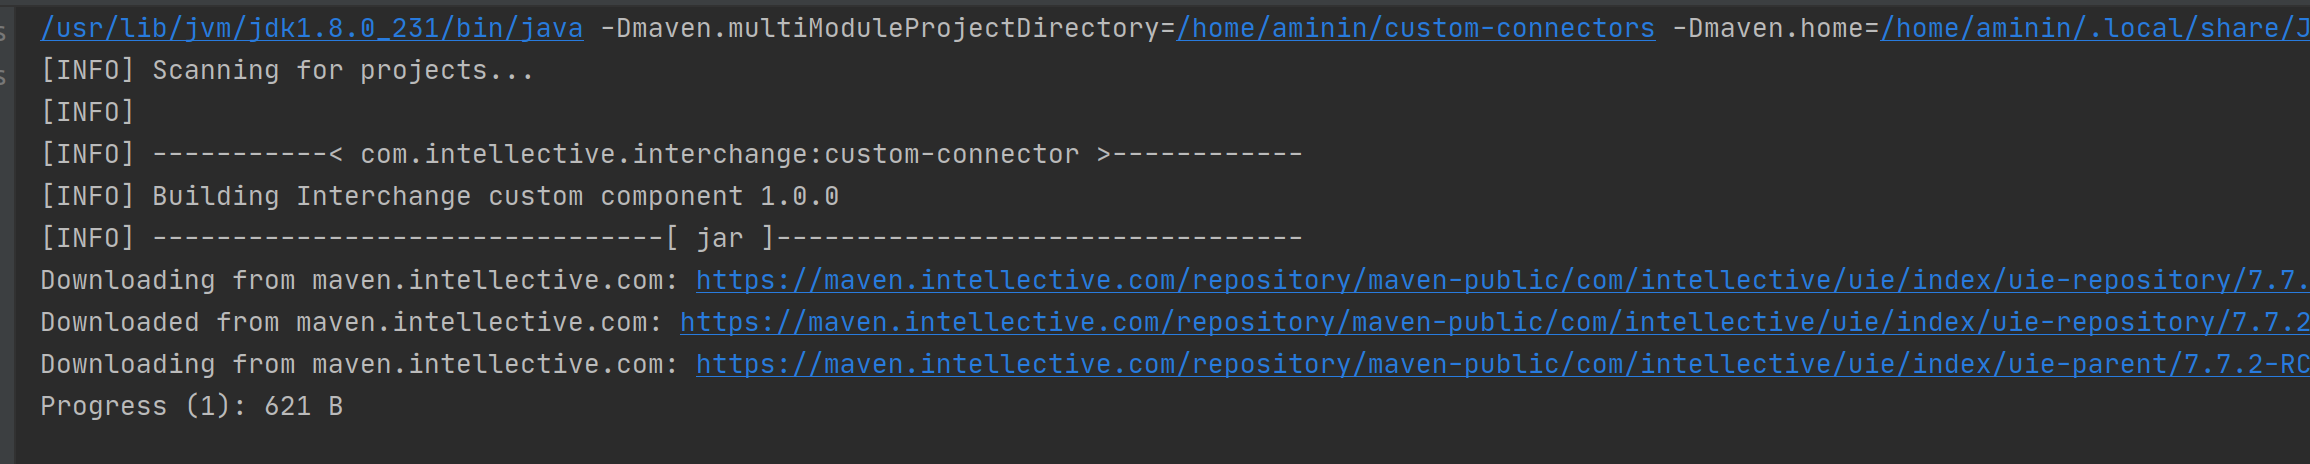 /usr/lib/jvm/jdk1.8.0_231/bin/java -Dmaven.multiModuleProjectDirectory=/home/aminin/custom-connectors -Dmaven.home=/home/aminin/.local/share/J
[INFO] Scanning for projects...
[INFO]
[INFO] -----------< com.intellective.interchange:custom-connector >------------
[INFO] Building Interchange custom component 1.0.0
[INFO] --------------------------------[ jar ]---------------------------------
Downloading from maven.intellective.com: https://maven.intellective.com/repository/maven-public/com/intellective/uie/index/uie-repository/7.7.
Downloaded from maven.intellective.com: https://maven.intellective.com/repository/maven-public/com/intellective/uie/index/uie-repository/7.7.2
Downloading from maven.intellective.com: https://maven.intellective.com/repository/maven-public/com/intellective/uie/index/uie-parent/7.7.2-RC
Progress (1): 621 B